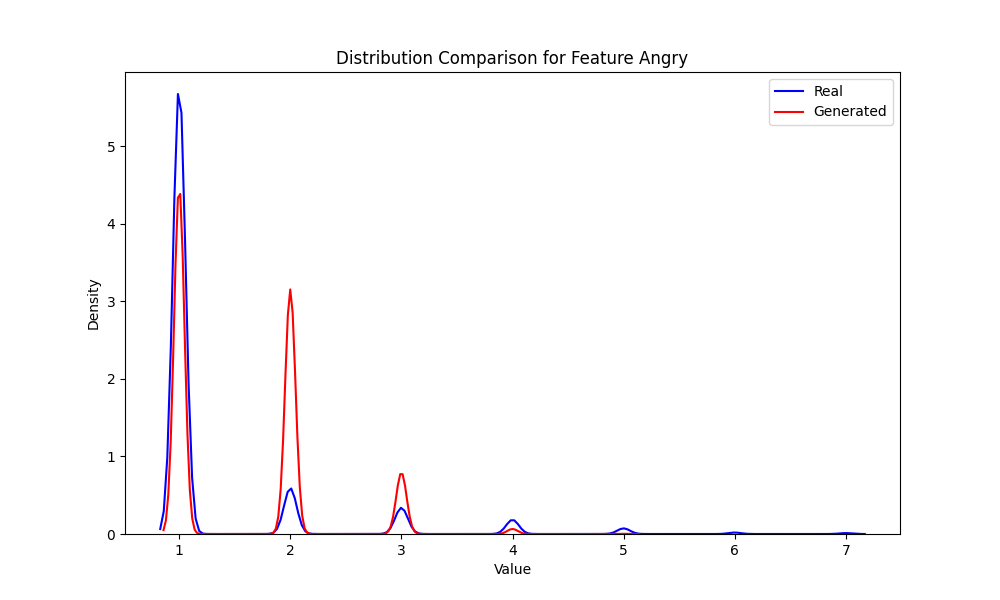 Distribution Comparison for Feature Angry
Real
Generated
Density
5
4
3
2
1
0
1 2 3 4 5 6 7
Value